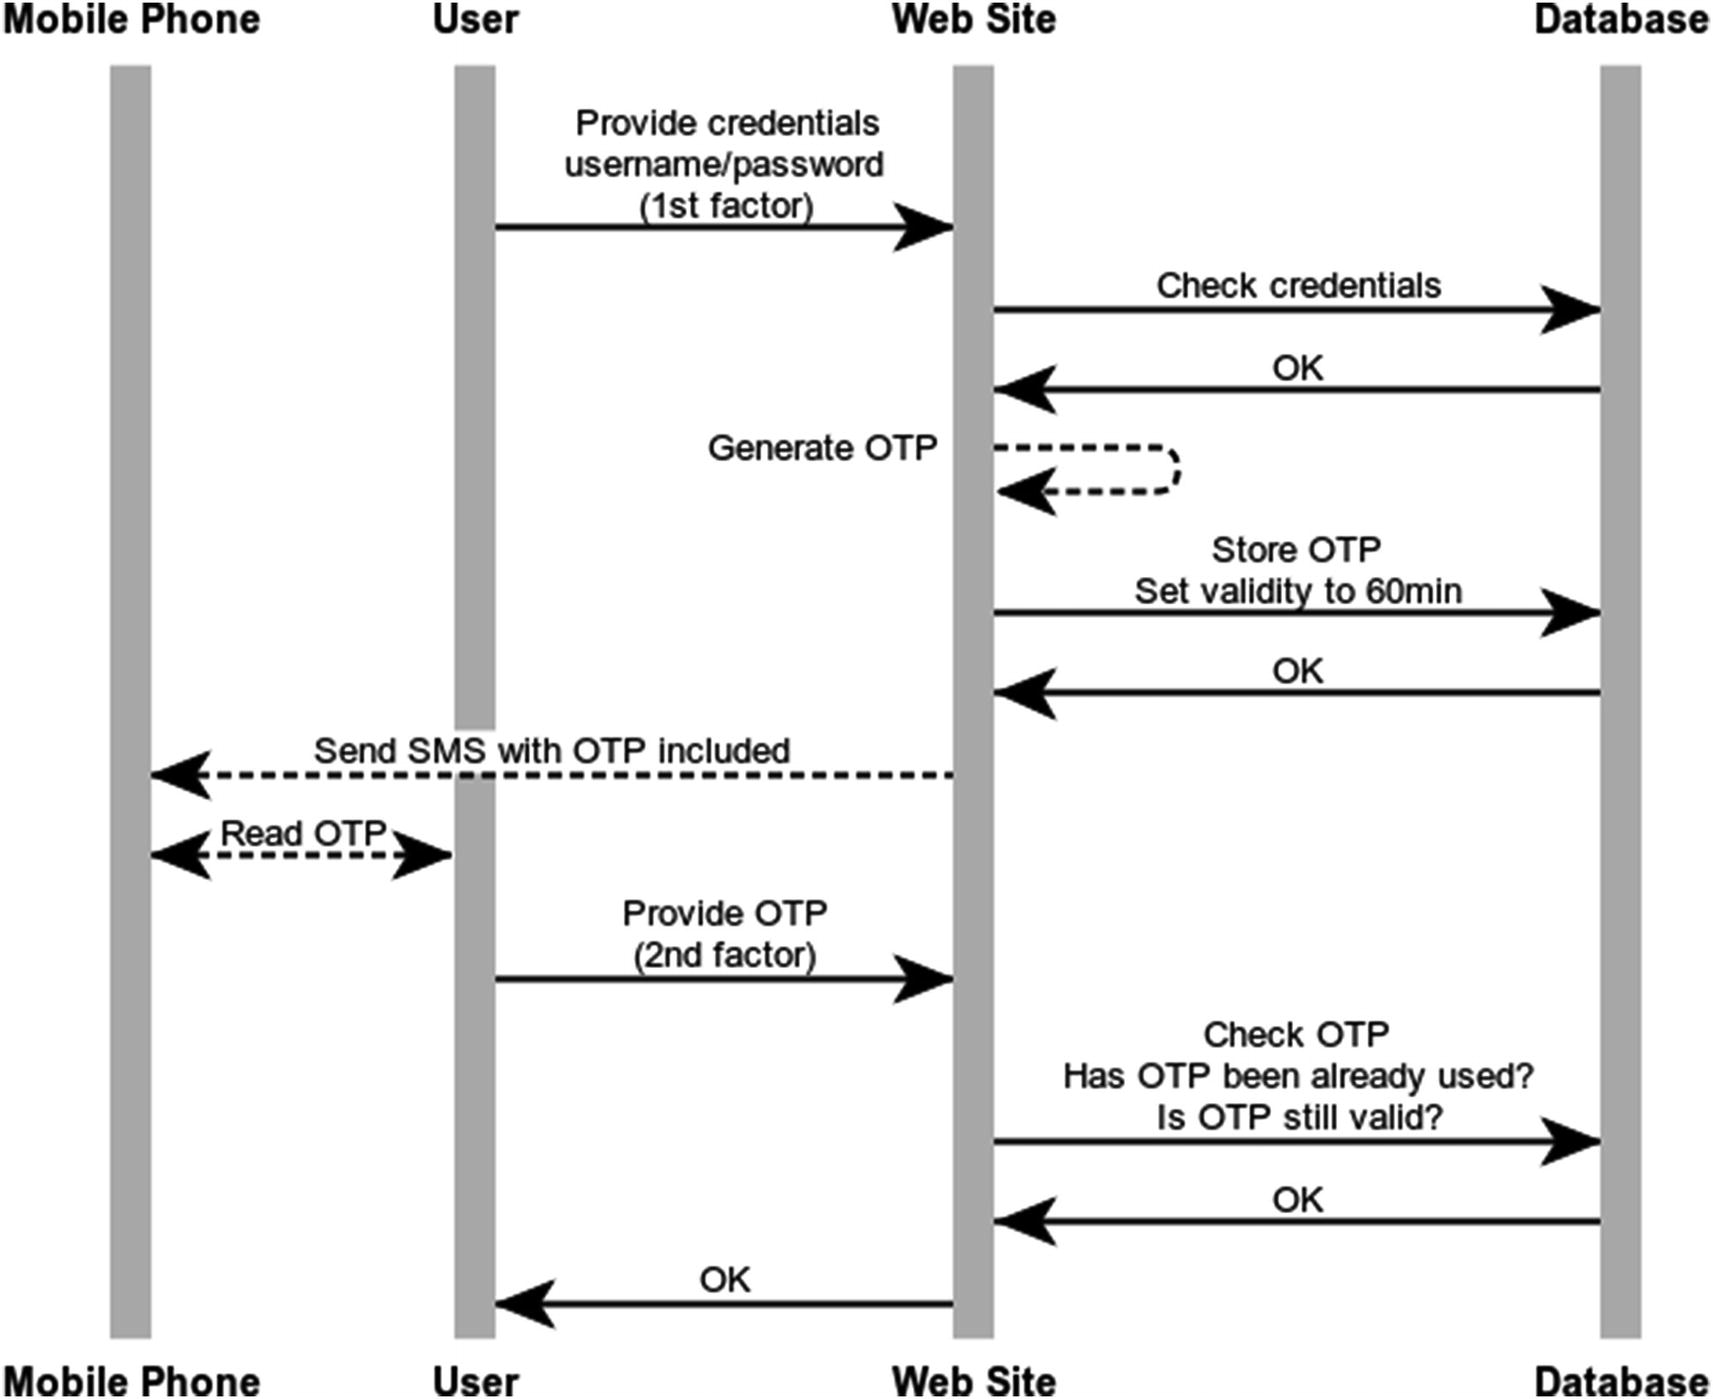 Mobile Phone
User
Web Site
Database
Provide credentials
username/password
(1st factor)
Check credentials
OK
Generate OTP
Store OTP
Set validity to 60min
OK
Send SMS with OTP included
Read OTP
Provide OTP
(2nd factor)
Check OTP
Has OTP been already used?
Is OTP still valid?
OK
OK
Mobile Phone
User
Web Site
Database